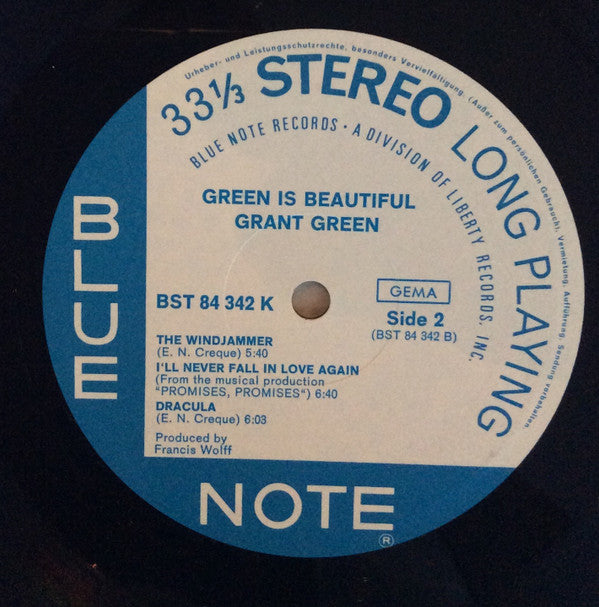 Urheber- und Leistungsschutzrechte, besonders Vervielfältigung, (Außer zum persönlichen Gebrauch), Vermietung, Aufführung, Sendung vorbehalten.
33⅓ STEREO LONG PLAYING
BLUE NOTE RECORDS • A DIVISION OF LIBERTY RECORDS, INC.
GREEN IS BEAUTIFUL
GRANT GREEN
BST 84 342 K
GEMA
Side 2
(BST 84 342 B)
THE WINDJAMMER
(E. N. Creque) 5:40
I'LL NEVER FALL IN LOVE AGAIN
(From the musical production
"PROMISES, PROMISES") 6:40
DRACULA
(E. N. Creque) 6:03
Produced by
Francis Wolff
BLUE
NOTE®